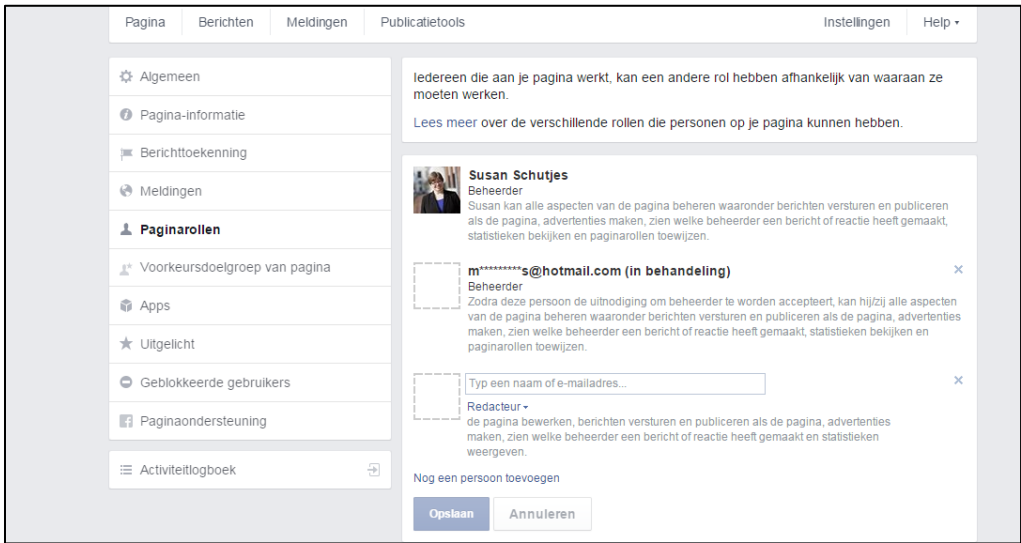 Pagina Berichten Meldingen Publicatietools Instellingen Help
Algemeen
Pagina-informatie
Berichttoekenning
Meldingen
Paginarollen
Voorkeursdoelgroep van pagina
Apps
Uitgelicht
Geblokkeerde gebruikers
Paginaondersteuning
Activiteitlogboek
Iedereen die aan je pagina werkt, kan een andere rol hebben afhankelijk van waaraan ze
moeten werken.
Lees meer over de verschillende rollen die personen op je pagina kunnen hebben.
Susan Schutjes
Beheerder
Susan kan alle aspecten van de pagina beheren waaronder berichten versturen en publiceren
als de pagina, advertenties maken, zien welke beheerder een bericht of reactie heeft gemaakt,
statistieken bekijken en paginarollen toewijzen.
m*********s@hotmail.com (in behandeling)
Beheerder
Zodra deze persoon de uitnodiging om beheerder te worden accepteert, kan hij/zij alle aspecten
van de pagina beheren waaronder berichten versturen en publiceren als de pagina, advertenties
maken, zien welke beheerder een bericht of reactie heeft gemaakt, statistieken bekijken en
paginarollen toewijzen.
Typ een naam of e-mailadres...
Redacteur
de pagina bewerken, berichten versturen en publiceren als de pagina, advertenties
maken, zien welke beheerder een bericht of reactie heeft gemaakt en statistieken
weergeven.
Nog een persoon toevoegen
Opslaan Annuleren